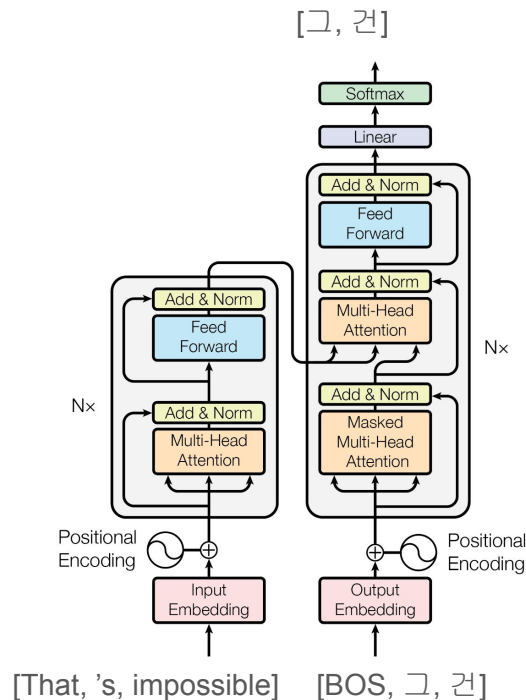 [그, 건]
Softmax
Linear
Add & Norm
Feed
Forward
Add & Norm
Multi-Head
Attention
Add & Norm
Masked
Multi-Head
Attention
N×
Add & Norm
Feed
Forward
N×
Add & Norm
Multi-Head
Attention
Positional
Encoding
Positional
Encoding
Input
Embedding
Output
Embedding
[That, 's, impossible]
[BOS, 그, 건]